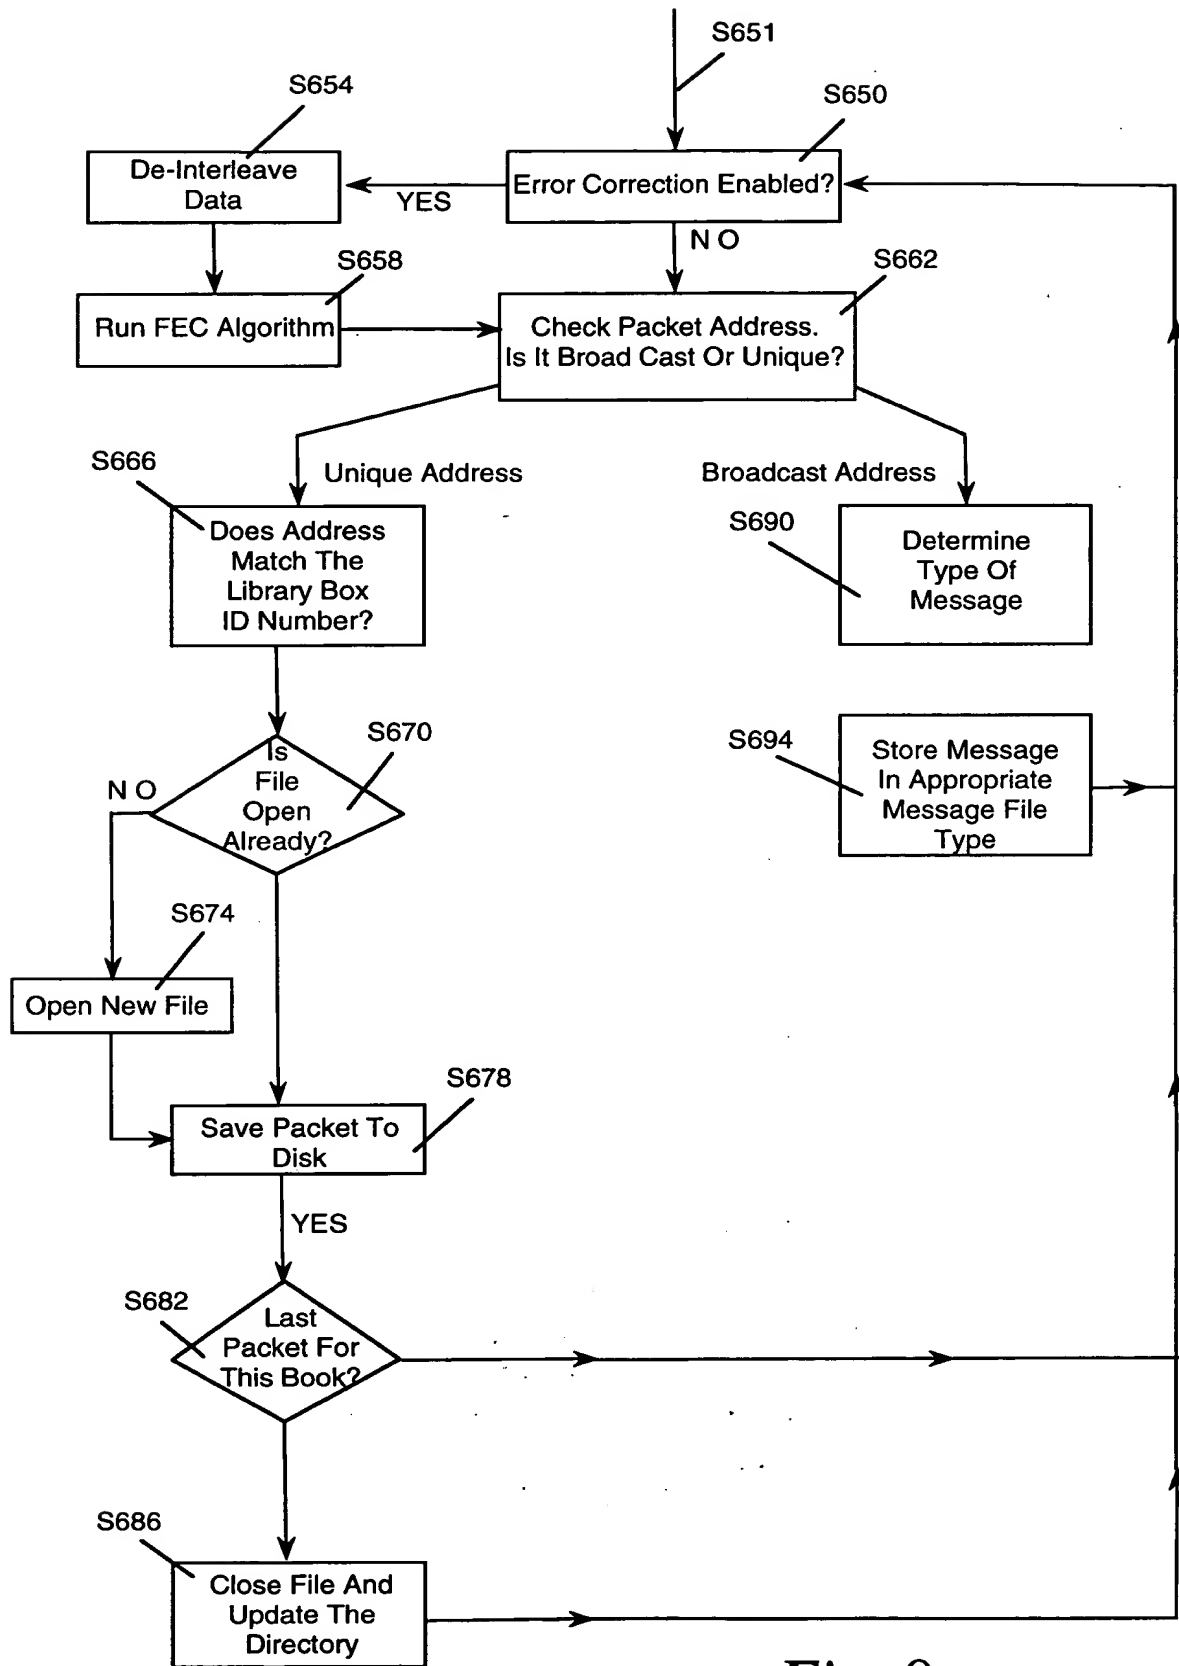 S651
S654
S650
De-Interleave
Data
YES
Error Correction Enabled?
N O
S658
S662
Run FEC Algorithm
Check Packet Address.
Is It Broad Cast Or Unique?
S666
Unique Address
Broadcast Address
Does Address
Match The
Library Box
ID Number?
S690
Determine
Type Of
Message
S670
Is
File
Open
Already?
N O
S694
Store Message
In Appropriate
Message File
Type
S674
Open New File
S678
Save Packet To
Disk
YES
S682
Last
Packet For
This Book?
S686
Close File And
Update The
Directory